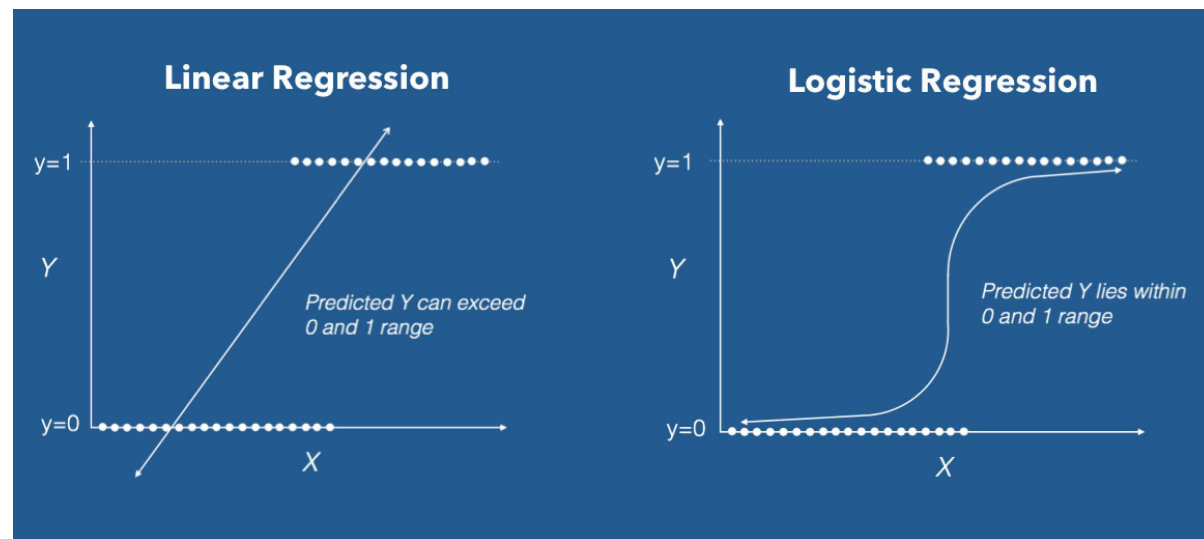 Linear Regression
y=1
Y
Predicted Y can exceed
0 and 1 range
y=0
X
Logistic Regression
y=1
Y
Predicted Y lies within
0 and 1 range
y=0
X